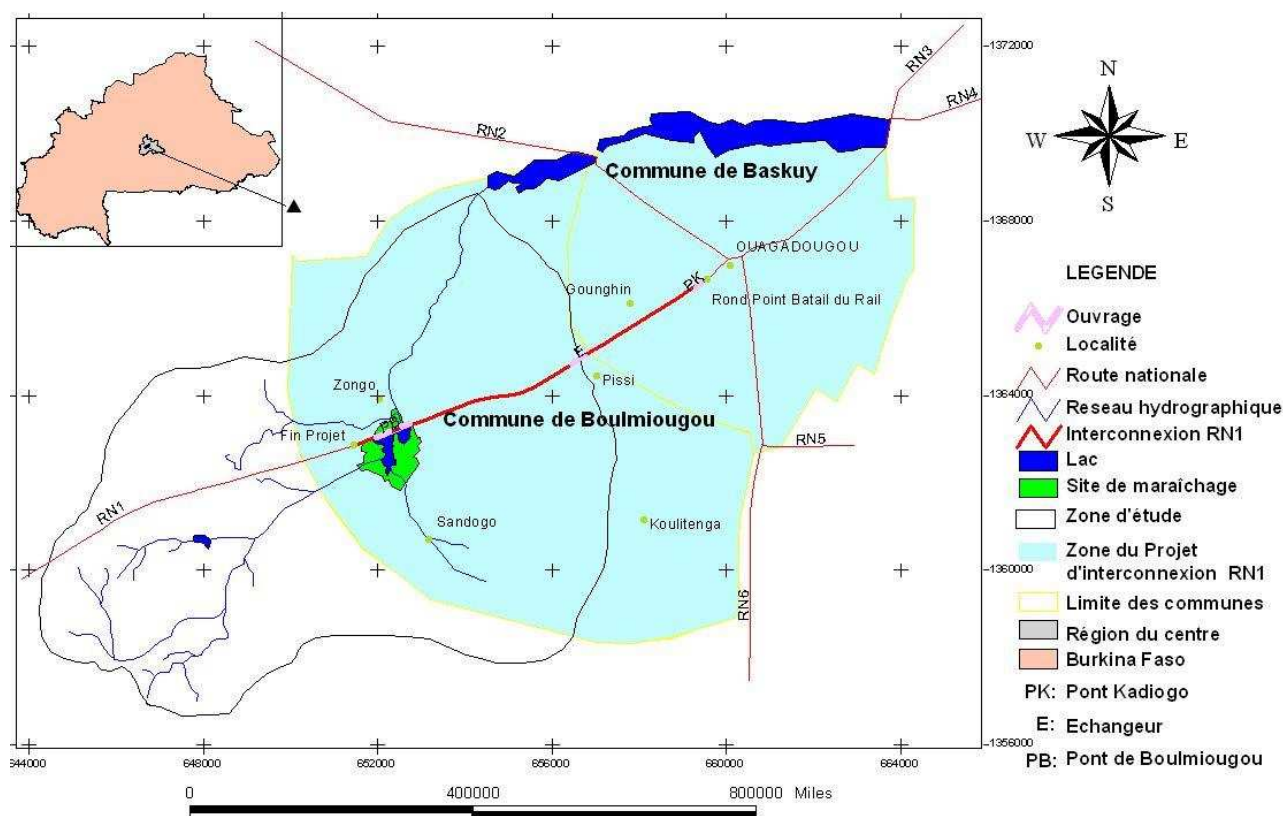 1372000
1368000
1364000
1360000
1356000
644000
648000
652000
656000
660000
664000
RN2
RN3
RN4
Commune de Baskuy
OUAGADOUGOU
Gounghin
PK
Rond Point Batail du Rail
E
Pissi
Zongo
PB
Commune de Boulmiougou
Fin Projet
RN5
RN1
Sandogo
Koulitenga
RN6
0
400000
800000 Miles
N
W
E
S
LEGENDE
Ouvrage
Localité
Route nationale
Reseau hydrographique
Interconnexion RN1
Lac
Site de maraîchage
Zone d'étude
Zone du Projet
d'interconnexion RN1
Limite des communes
Région du centre
Burkina Faso
PK: Pont Kadiogo
E: Echangeur
PB: Pont de Boulmiougou